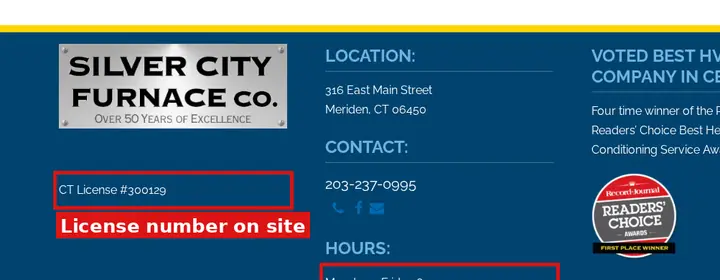 SILVER CITY
FURNACE CO.
OVER 50 YEARS OF EXCELLENCE
CT License #300129
License number on site
LOCATION:
316 East Main Street
Meriden, CT 06450
CONTACT:
203-237-0995
HOURS:
VOTED BEST HV
COMPANY IN CE
Four time winner of the
Readers' Choice Best He
Conditioning Service Aw
Record-Journal
READERS'
CHOICE
AWARDS
FIRST PLACE WINNER